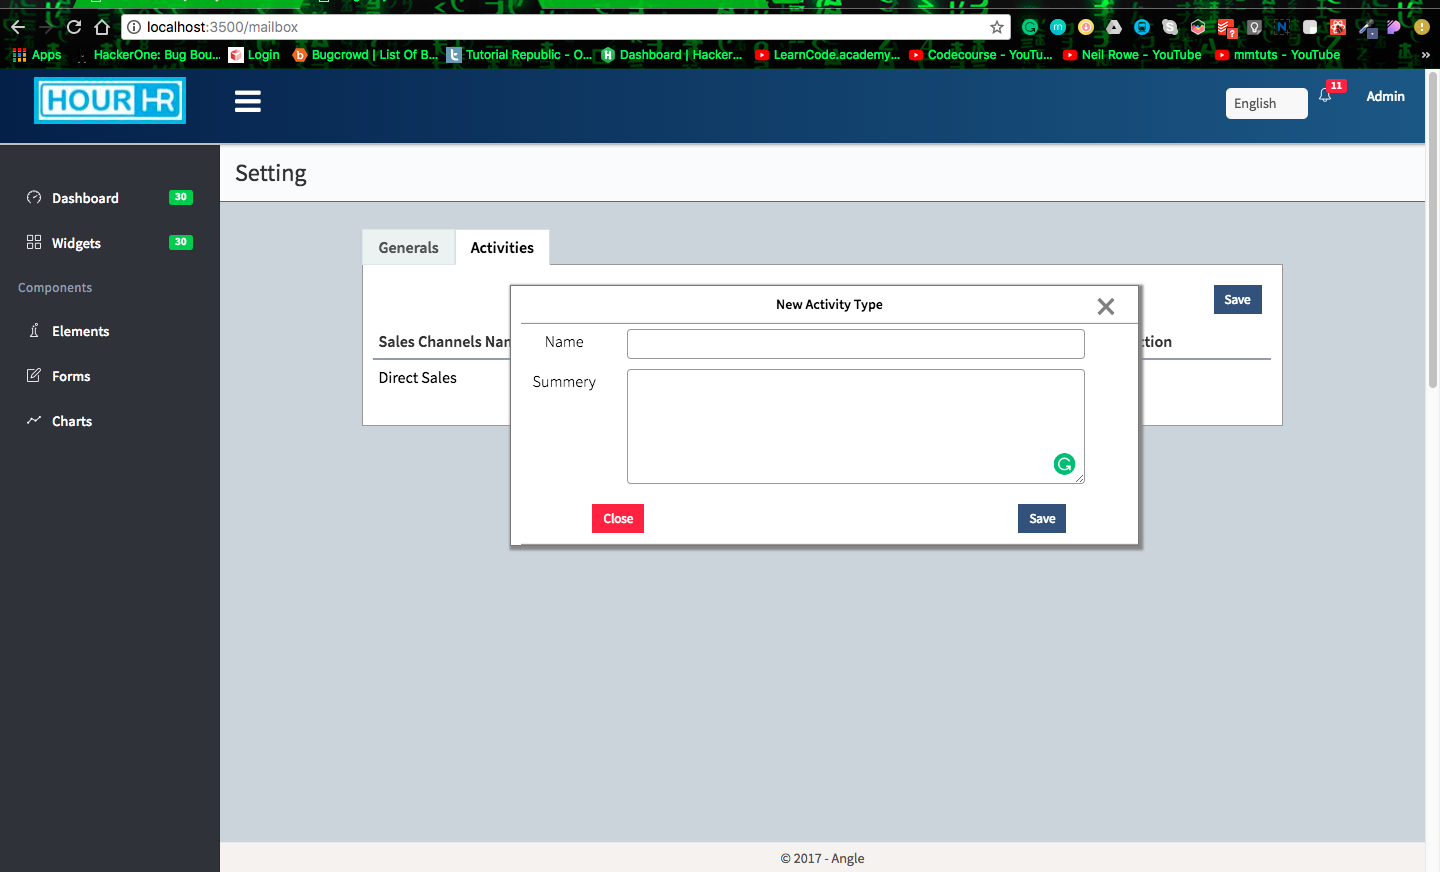 localhost:3500/mailbox
Apps HackerOne: Bug Bou... Login Bugcrowd | List Of B... Tutorial Republic - O... Dashboard | Hacker... LearnCode.academy... Codecourse - YouTu... Neil Rowe - YouTube mmtuts - YouTube »
HOUR HR
English
11
Admin
Setting
Dashboard 30
Widgets 30
Components
Elements
Forms
Charts
Generals Activities
Save
Sales Channels Nam
ction
Direct Sales
New Activity Type
Name
Summery
Close Save
© 2017 - Angle